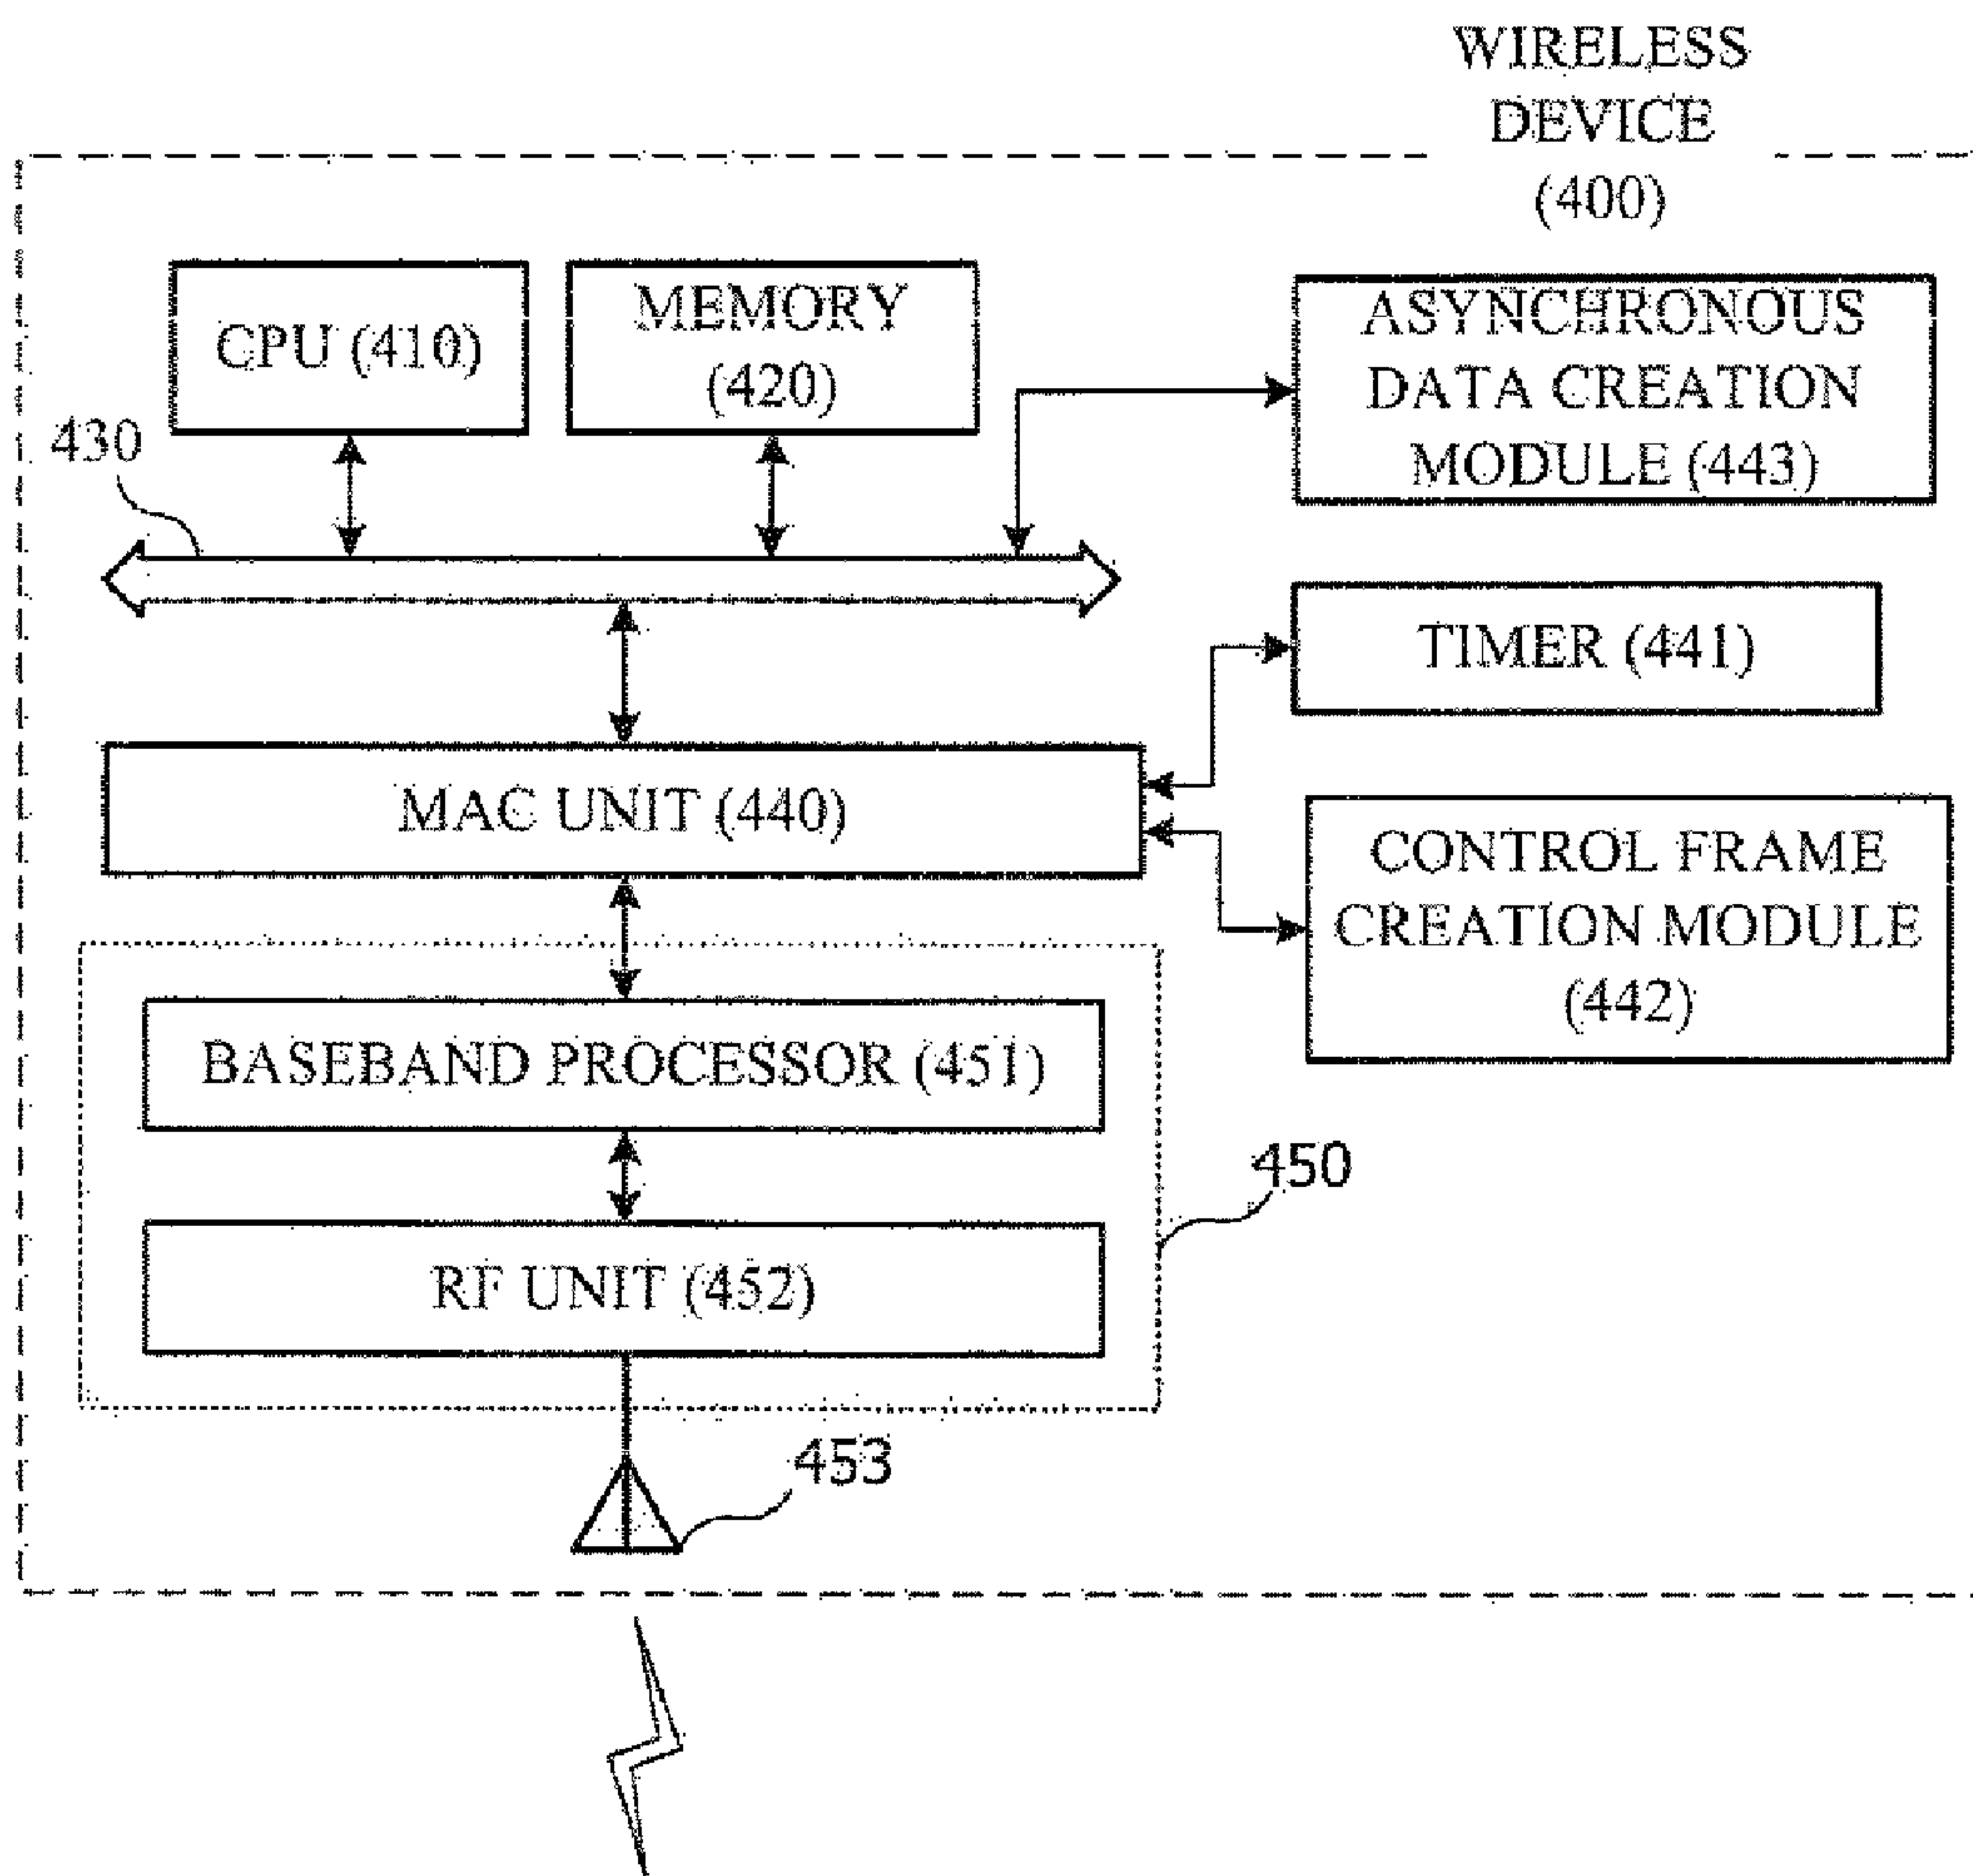 WIRELESS
DEVICE
(400)
CPU (410)
MEMORY
(420)
ASYNCHRONOUS
DATA CREATION
MODULE (443)
430
TIMER (441)
MAC UNIT (440)
CONTROL FRAME
CREATION MODULE
(442)
BASEBAND PROCESSOR (451)
450
RF UNIT (452)
453